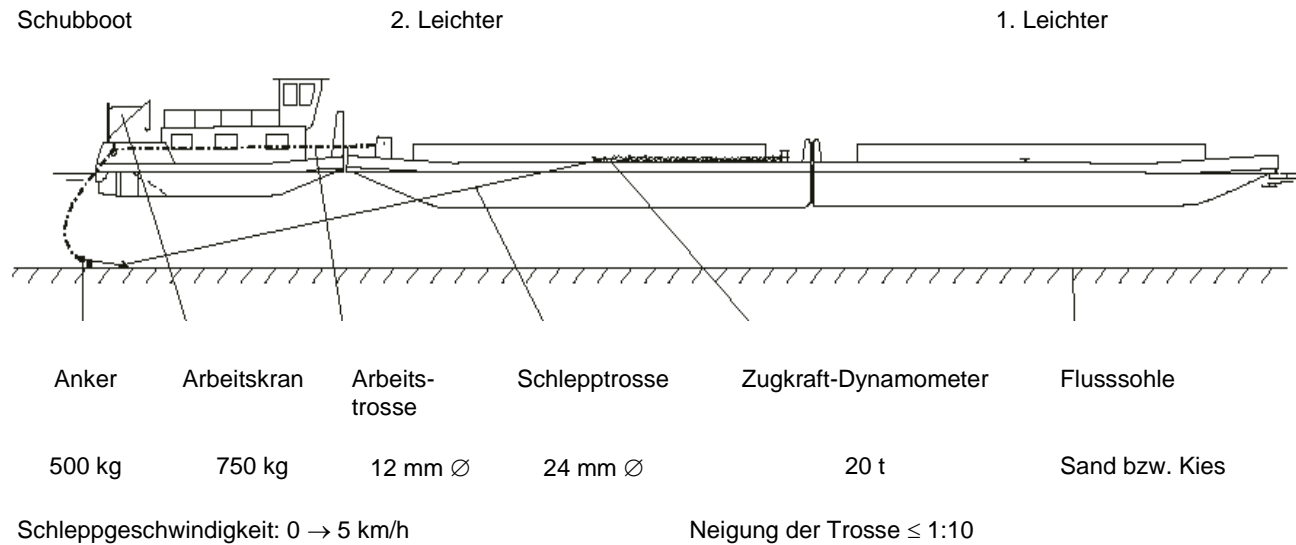 Schubboot 2. Leichter 1. Leichter
Anker Arbeitskran Arbeits- Schlepptrosse Zugkraft-Dynamometer Flusssohle
trosse
500 kg 750 kg 12 mm ∅ 24 mm ∅ 20 t Sand bzw. Kies
Schleppgeschwindigkeit: 0 → 5 km/h Neigung der Trosse ≤ 1:10